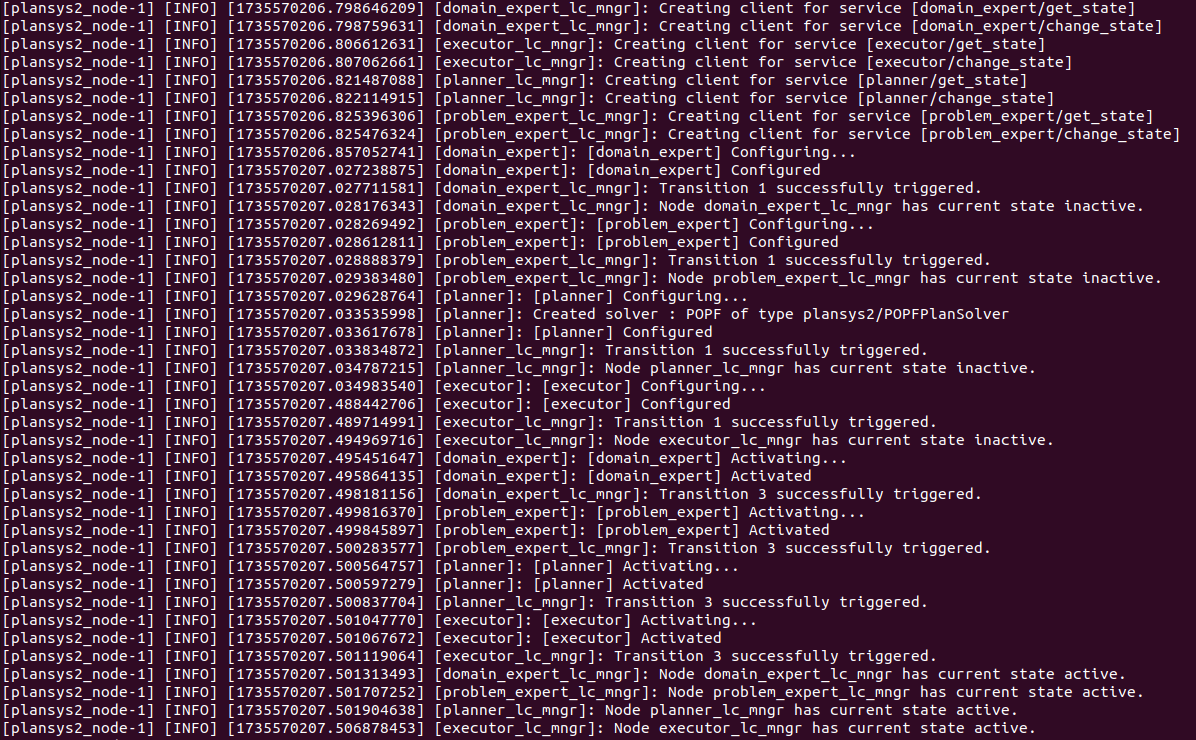 [plansys2_node-1] [INFO] [1735570206.798646209] [domain_expert_lc_mngr]: Creating client for service [domain_expert/get_state]
[plansys2_node-1] [INFO] [1735570206.798759631] [domain_expert_lc_mngr]: Creating client for service [domain_expert/change_state]
[plansys2_node-1] [INFO] [1735570206.806612631] [executor_lc_mngr]: Creating client for service [executor/get_state]
[plansys2_node-1] [INFO] [1735570206.807062661] [executor_lc_mngr]: Creating client for service [executor/change_state]
[plansys2_node-1] [INFO] [1735570206.821487088] [planner_lc_mngr]: Creating client for service [planner/get_state]
[plansys2_node-1] [INFO] [1735570206.822114915] [planner_lc_mngr]: Creating client for service [planner/change_state]
[plansys2_node-1] [INFO] [1735570206.825396306] [problem_expert_lc_mngr]: Creating client for service [problem_expert/get_state]
[plansys2_node-1] [INFO] [1735570206.825476324] [problem_expert_lc_mngr]: Creating client for service [problem_expert/change_state]
[plansys2_node-1] [INFO] [1735570206.857052741] [domain_expert]: [domain_expert] Configuring...
[plansys2_node-1] [INFO] [1735570207.027238875] [domain_expert]: [domain_expert] Configured
[plansys2_node-1] [INFO] [1735570207.027711581] [domain_expert_lc_mngr]: Transition 1 successfully triggered.
[plansys2_node-1] [INFO] [1735570207.028176343] [domain_expert_lc_mngr]: Node domain_expert_lc_mngr has current state inactive.
[plansys2_node-1] [INFO] [1735570207.028269492] [problem_expert]: [problem_expert] Configuring...
[plansys2_node-1] [INFO] [1735570207.028612811] [problem_expert]: [problem_expert] Configured
[plansys2_node-1] [INFO] [1735570207.028888379] [problem_expert_lc_mngr]: Transition 1 successfully triggered.
[plansys2_node-1] [INFO] [1735570207.029383480] [problem_expert_lc_mngr]: Node problem_expert_lc_mngr has current state inactive.
[plansys2_node-1] [INFO] [1735570207.029628764] [planner]: [planner] Configuring...
[plansys2_node-1] [INFO] [1735570207.033535998] [planner]: Created solver : POPF of type plansys2/POPFPlanSolver
[plansys2_node-1] [INFO] [1735570207.033617678] [planner]: [planner] Configured
[plansys2_node-1] [INFO] [1735570207.033834872] [planner_lc_mngr]: Transition 1 successfully triggered.
[plansys2_node-1] [INFO] [1735570207.034787215] [planner_lc_mngr]: Node planner_lc_mngr has current state inactive.
[plansys2_node-1] [INFO] [1735570207.034983540] [executor]: [executor] Configuring...
[plansys2_node-1] [INFO] [1735570207.488442706] [executor]: [executor] Configured
[plansys2_node-1] [INFO] [1735570207.489714991] [executor_lc_mngr]: Transition 1 successfully triggered.
[plansys2_node-1] [INFO] [1735570207.494969716] [executor_lc_mngr]: Node executor_lc_mngr has current state inactive.
[plansys2_node-1] [INFO] [1735570207.495451647] [domain_expert]: [domain_expert] Activating...
[plansys2_node-1] [INFO] [1735570207.495864135] [domain_expert]: [domain_expert] Activated
[plansys2_node-1] [INFO] [1735570207.498181156] [domain_expert_lc_mngr]: Transition 3 successfully triggered.
[plansys2_node-1] [INFO] [1735570207.499816370] [problem_expert]: [problem_expert] Activating...
[plansys2_node-1] [INFO] [1735570207.499845897] [problem_expert]: [problem_expert] Activated
[plansys2_node-1] [INFO] [1735570207.500283577] [problem_expert_lc_mngr]: Transition 3 successfully triggered.
[plansys2_node-1] [INFO] [1735570207.500564757] [planner]: [planner] Activating...
[plansys2_node-1] [INFO] [1735570207.500597279] [planner]: [planner] Activated
[plansys2_node-1] [INFO] [1735570207.500837704] [planner_lc_mngr]: Transition 3 successfully triggered.
[plansys2_node-1] [INFO] [1735570207.501047770] [executor]: [executor] Activating...
[plansys2_node-1] [INFO] [1735570207.501067672] [executor]: [executor] Activated
[plansys2_node-1] [INFO] [1735570207.501119064] [executor_lc_mngr]: Transition 3 successfully triggered.
[plansys2_node-1] [INFO] [1735570207.501313493] [domain_expert_lc_mngr]: Node domain_expert_lc_mngr has current state active.
[plansys2_node-1] [INFO] [1735570207.501707252] [problem_expert_lc_mngr]: Node problem_expert_lc_mngr has current state active.
[plansys2_node-1] [INFO] [1735570207.501904638] [planner_lc_mngr]: Node planner_lc_mngr has current state active.
[plansys2_node-1] [INFO] [1735570207.506878453] [executor_lc_mngr]: Node executor_lc_mngr has current state active.